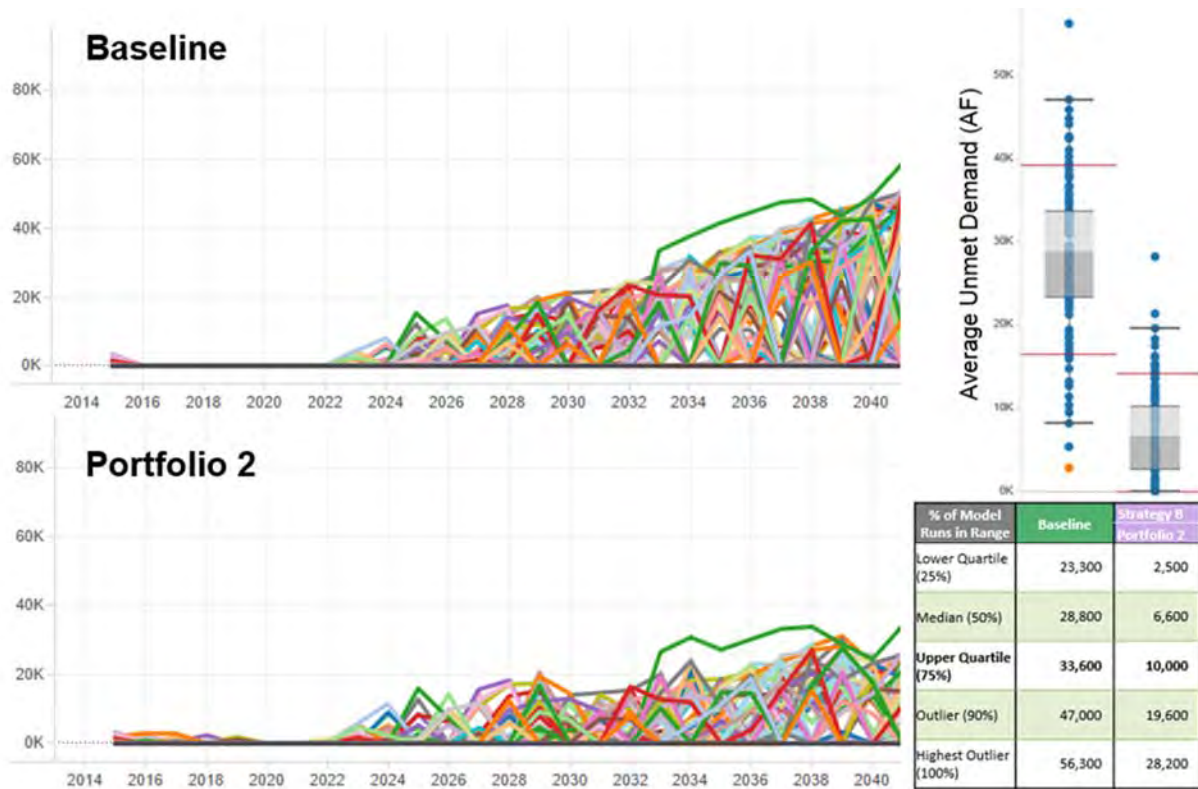 Baseline
80K
60K
40K
20K
0K
2014 2016 2018 2020 2022 2024 2026 2028 2030 2032 2034 2036 2038 2040
Portfolio 2
80K
60K
40K
20K
0K
2014 2016 2018 2020 2022 2024 2026 2028 2030 2032 2034 2036 2038 2040
Average Unmet Demand (AF)
50K
40K
30K
20K
10K
0K
% of Model
Runs in Range
Baseline
Strategy B
Portfolio 2
Lower Quartile
(25%)
23,300
2,500
Median (50%)
28,800
6,600
Upper Quartile
(75%)
33,600
10,000
Outlier (90%)
47,000
19,600
Highest Outlier
(100%)
56,300
28,200